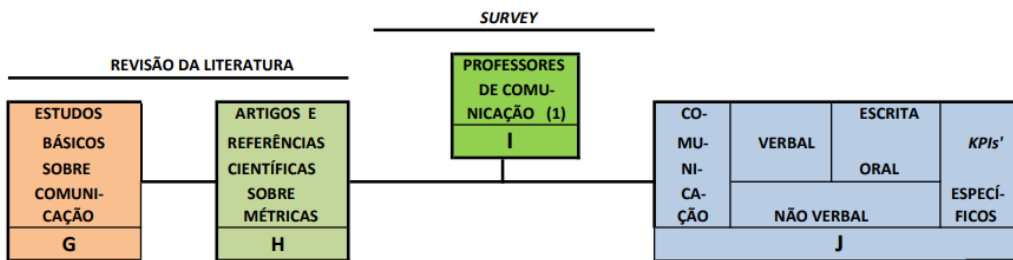 SURVEY
REVISÃO DA LITERATURA
PROFESSORES
DE COMU-
NICAÇÃO (1)
I
ESTUDOS
BÁSICOS
SOBRE
COMUNI-
CAÇÃO
G
ARTIGOS E
REFERÊNCIAS
CIENTÍFICAS
SOBRE
MÉTRICAS
H
CO-
MU-
NI-
CA-
ÇÃO
VERBAL
ESCRITA
ORAL
NÃO VERBAL
KPIs'
ESPECÍ-
FICOS
J